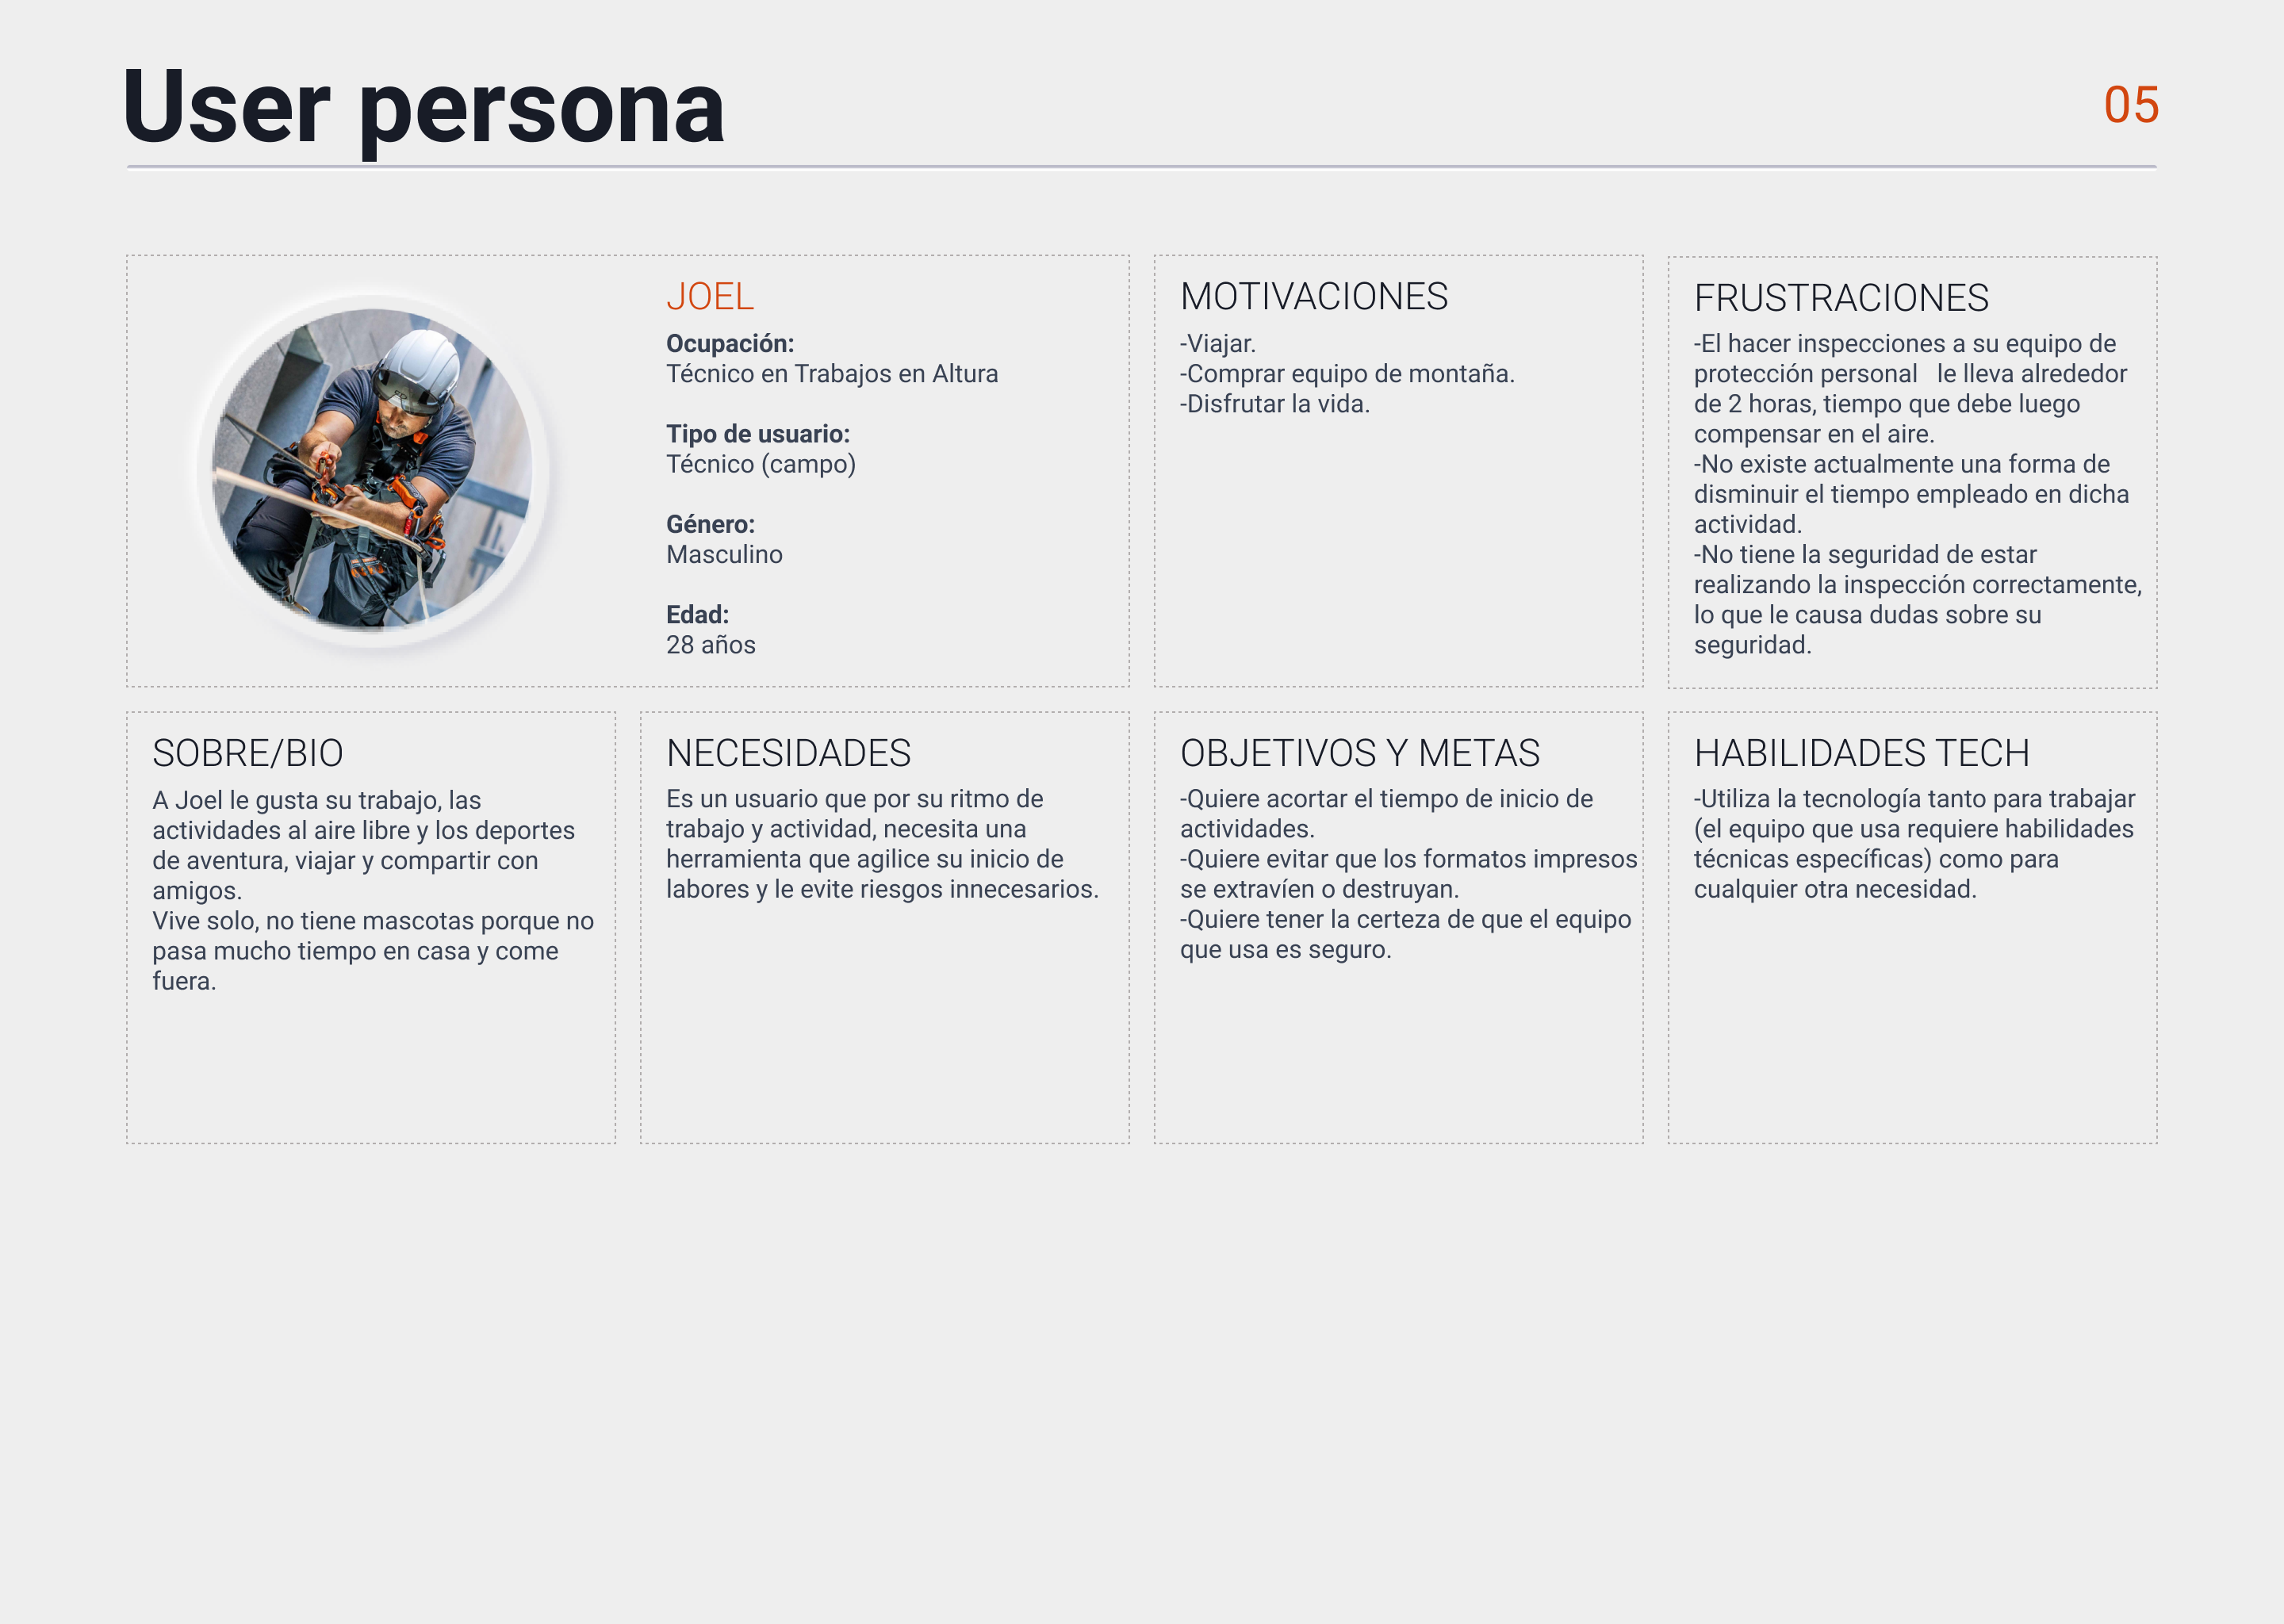 User persona
05
JOEL
Ocupación:
Técnico en Trabajos en Altura
Tipo de usuario:
Técnico (campo)
Género:
Masculino
Edad:
28 años
MOTIVACIONES
-Viajar.
-Comprar equipo de montaña.
-Disfrutar la vida.
FRUSTRACIONES
-El hacer inspecciones a su equipo de
protección personal   le lleva alrededor
de 2 horas, tiempo que debe luego
compensar en el aire.
-No existe actualmente una forma de
disminuir el tiempo empleado en dicha
actividad.
-No tiene la seguridad de estar
realizando la inspección correctamente,
lo que le causa dudas sobre su
seguridad.
SOBRE/BIO
A Joel le gusta su trabajo, las
actividades al aire libre y los deportes
de aventura, viajar y compartir con
amigos.
Vive solo, no tiene mascotas porque no
pasa mucho tiempo en casa y come
fuera.
NECESIDADES
Es un usuario que por su ritmo de
trabajo y actividad, necesita una
herramienta que agilice su inicio de
labores y le evite riesgos innecesarios.
OBJETIVOS Y METAS
-Quiere acortar el tiempo de inicio de
actividades.
-Quiere evitar que los formatos impresos
se extravíen o destruyan.
-Quiere tener la certeza de que el equipo
que usa es seguro.
HABILIDADES TECH
-Utiliza la tecnología tanto para trabajar
(el equipo que usa requiere habilidades
técnicas específicas) como para
cualquier otra necesidad.